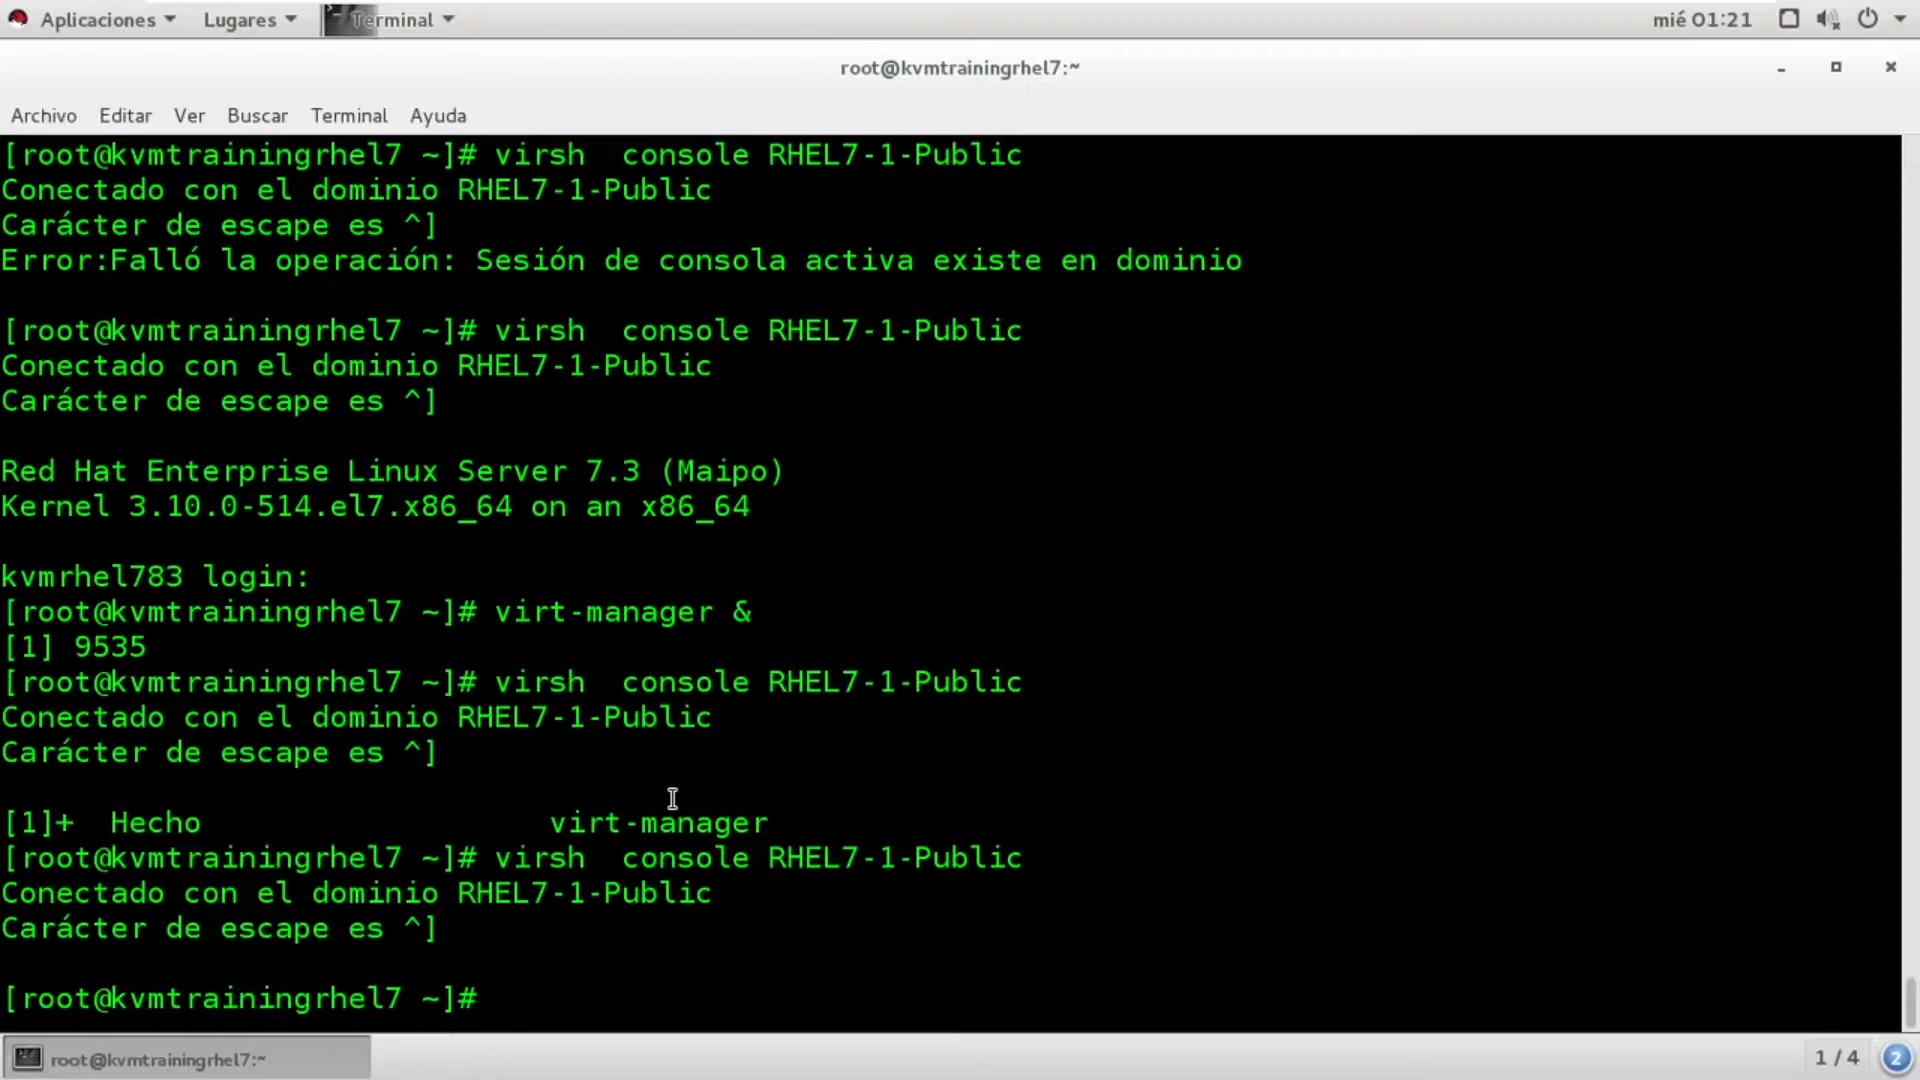 Aplicaciones Lugares Terminal mié 01:21
root@kvmtrainingrhel7:~
Archivo Editar Ver Buscar Terminal Ayuda
[root@kvmtrainingrhel7 ~]# virsh  console RHEL7-1-Public
Conectado con el dominio RHEL7-1-Public
Carácter de escape es ^]
Error:Falló la operación: Sesión de consola activa existe en dominio
[root@kvmtrainingrhel7 ~]# virsh  console RHEL7-1-Public
Conectado con el dominio RHEL7-1-Public
Carácter de escape es ^]
Red Hat Enterprise Linux Server 7.3 (Maipo)
Kernel 3.10.0-514.el7.x86_64 on an x86_64
kvmrhel783 login:
[root@kvmtrainingrhel7 ~]# virt-manager &
[1] 9535
[root@kvmtrainingrhel7 ~]# virsh  console RHEL7-1-Public
Conectado con el dominio RHEL7-1-Public
Carácter de escape es ^]
[1]+  Hecho                   virt-manager
[root@kvmtrainingrhel7 ~]# virsh  console RHEL7-1-Public
Conectado con el dominio RHEL7-1-Public
Carácter de escape es ^]
[root@kvmtrainingrhel7 ~]#
root@kvmtrainingrhel7:~ 1 / 4 2